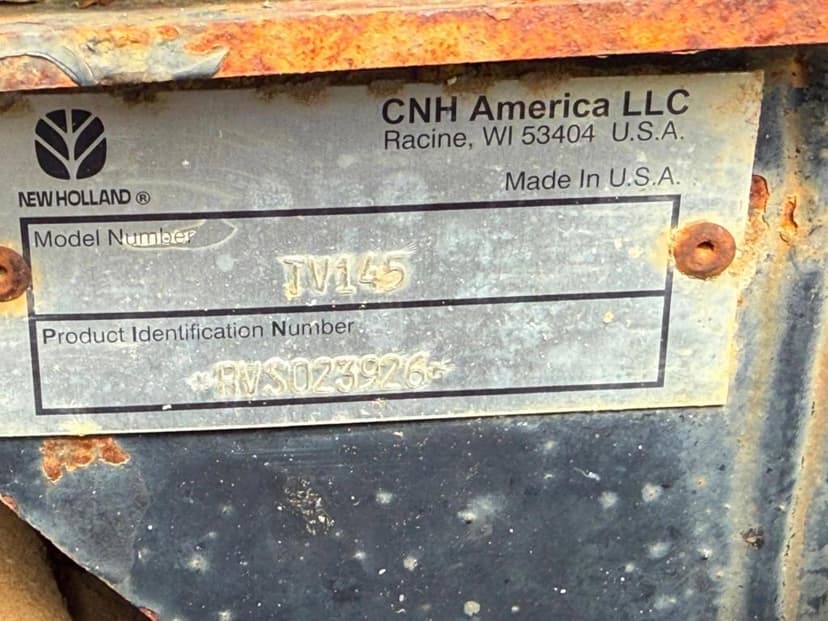 CNH America LLC
Racine, WI 53404 U.S.A.
NEW HOLLAND ®
Made In U.S.A.
Model Number
TV145
Product Identification Number
*RVS023926*